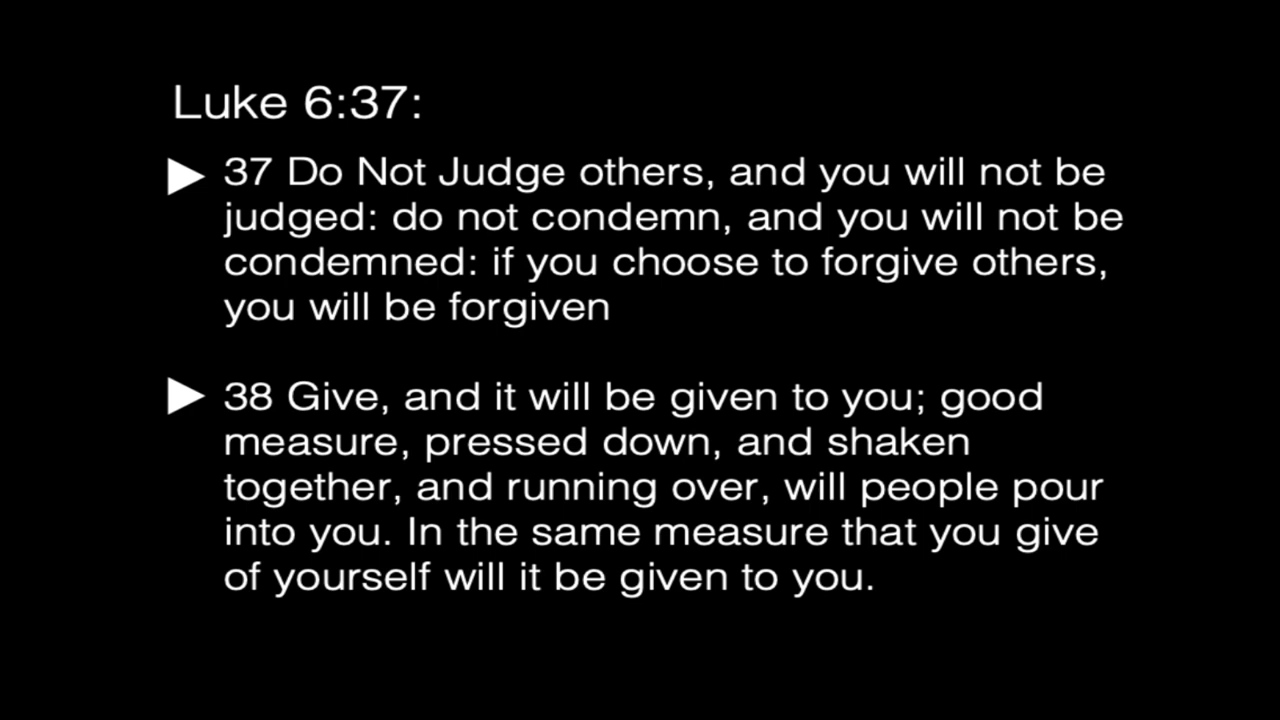 Luke 6:37:
37 Do Not Judge others, and you will not be
judged: do not condemn, and you will not be
condemned: if you choose to forgive others,
you will be forgiven
38 Give, and it will be given to you; good
measure, pressed down, and shaken
together, and running over, will people pour
into you. In the same measure that you give
of yourself will it be given to you.